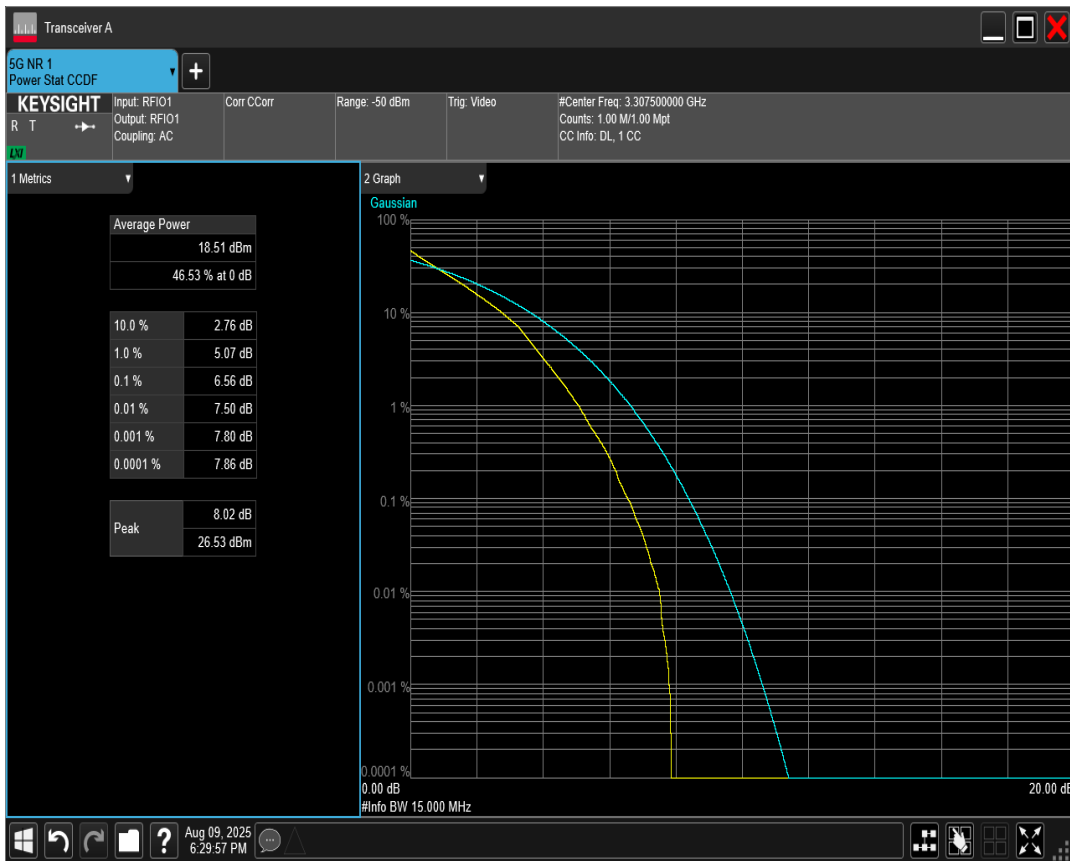 Transceiver A
5G NR 1
Power Stat CCDF
+
KEYSIGHT
R T
LXI
Input: RFIO1
Output: RFIO1
Coupling: AC
Corr CCorr
Range: -50 dBm
Trig: Video
#Center Freq: 3.307500000 GHz
Counts: 1.00 M/1.00 Mpt
CC Info: DL, 1 CC
1 Metrics
Average Power
18.51 dBm
46.53 % at 0 dB
10.0 % 2.76 dB
1.0 % 5.07 dB
0.1 % 6.56 dB
0.01 % 7.50 dB
0.001 % 7.80 dB
0.0001 % 7.86 dB
Peak
8.02 dB
26.53 dBm
2 Graph
Gaussian
100 %
10 %
1 %
0.1 %
0.01 %
0.001 %
0.0001 %
0.00 dB 20.00 dB
#Info BW 15.000 MHz
?
Aug 09, 2025
6:29:57 PM